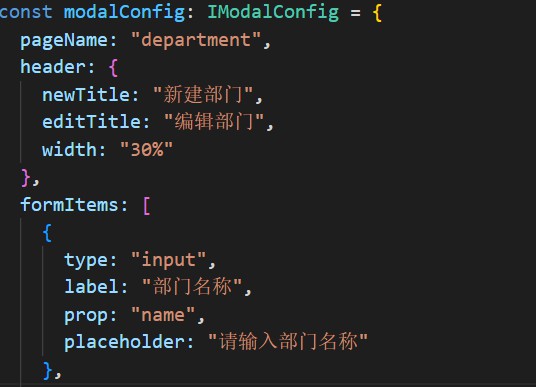 const modalConfig: IModalConfig = {
  pageName: "department",
  header: {
    newTitle: "新建部门",
    editTitle: "编辑部门",
    width: "30%"
  },
  formItems: [
    {
      type: "input",
      label: "部门名称",
      prop: "name",
      placeholder: "请输入部门名称"
    },